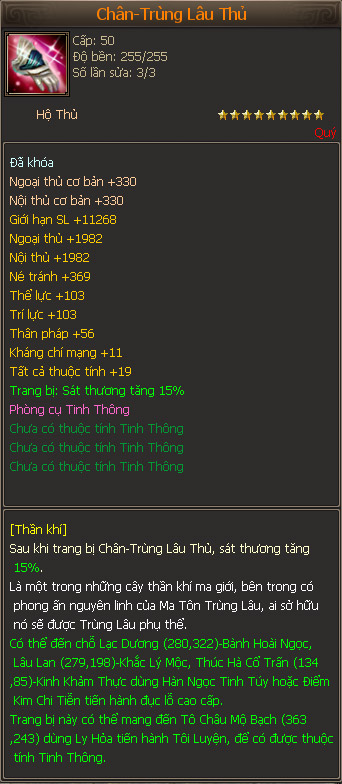 Chân-Trùng Lâu Thủ
Cấp: 50
Độ bền: 255/255
Số lần sửa: 3/3
Hộ Thủ
Quý
Đã khóa
Ngoại thủ cơ bản +330
Nội thủ cơ bản +330
Giới hạn SL +11268
Ngoại thủ +1982
Nội thủ +1982
Né tránh +369
Thể lực +103
Trí lực +103
Thân pháp +56
Kháng chí mạng +11
Tất cả thuộc tính +19
Trang bị: Sát thương tăng 15%
Phòng cụ Tinh Thông
Chưa có thuộc tính Tinh Thông
Chưa có thuộc tính Tinh Thông
Chưa có thuộc tính Tinh Thông
[Thần khí]
Sau khi trang bị Chân-Trùng Lâu Thủ, sát thương tăng
15%.
Là một trong những cây thần khí ma giới, bên trong có
phong ấn nguyên linh của Ma Tôn Trùng Lâu, ai sở hữu
nó sẽ được Trùng Lâu phụ thể.
Có thể đến chỗ Lạc Dương (280,322)-Bành Hoài Ngọc,
Lâu Lan (279,198)-Khắc Lý Mộc, Thúc Hà Cổ Trấn (134
,85)-Kinh Khảm Thực dùng Hàn Ngọc Tinh Túy hoặc Điểm
Kim Chi Tiễn tiến hành đục lỗ cao cấp.
Trang bị này có thể mang đến Tô Châu Mộ Bạch (363
,243) dùng Ly Hỏa tiến hành Tôi Luyện, để có được thuộc
tính Tinh Thông.